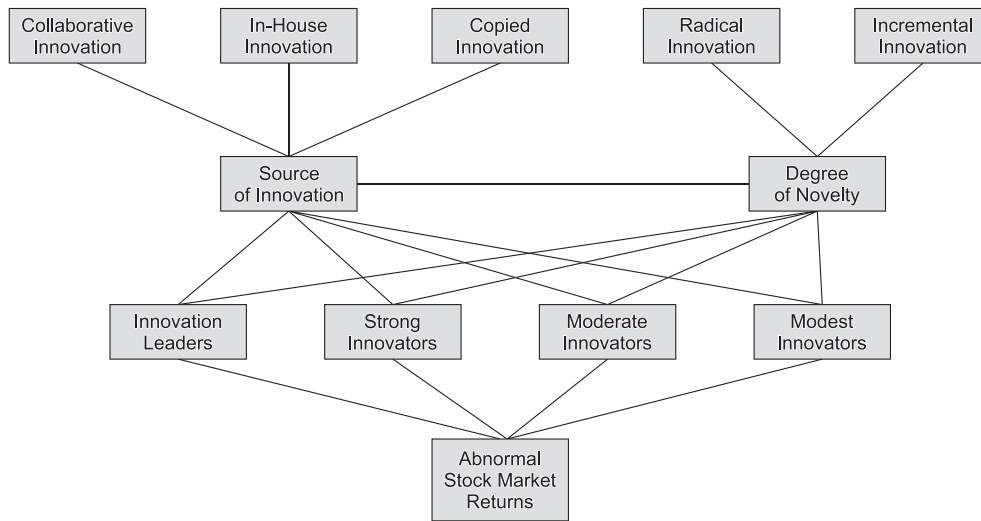 Collaborative
Innovation
In-House
Innovation
Copied
Innovation
Radical
Innovation
Incremental
Innovation
Source
of Innovation
Degree
of Novelty
Innovation
Leaders
Strong
Innovators
Moderate
Innovators
Modest
Innovators
Abnormal
Stock Market
Returns